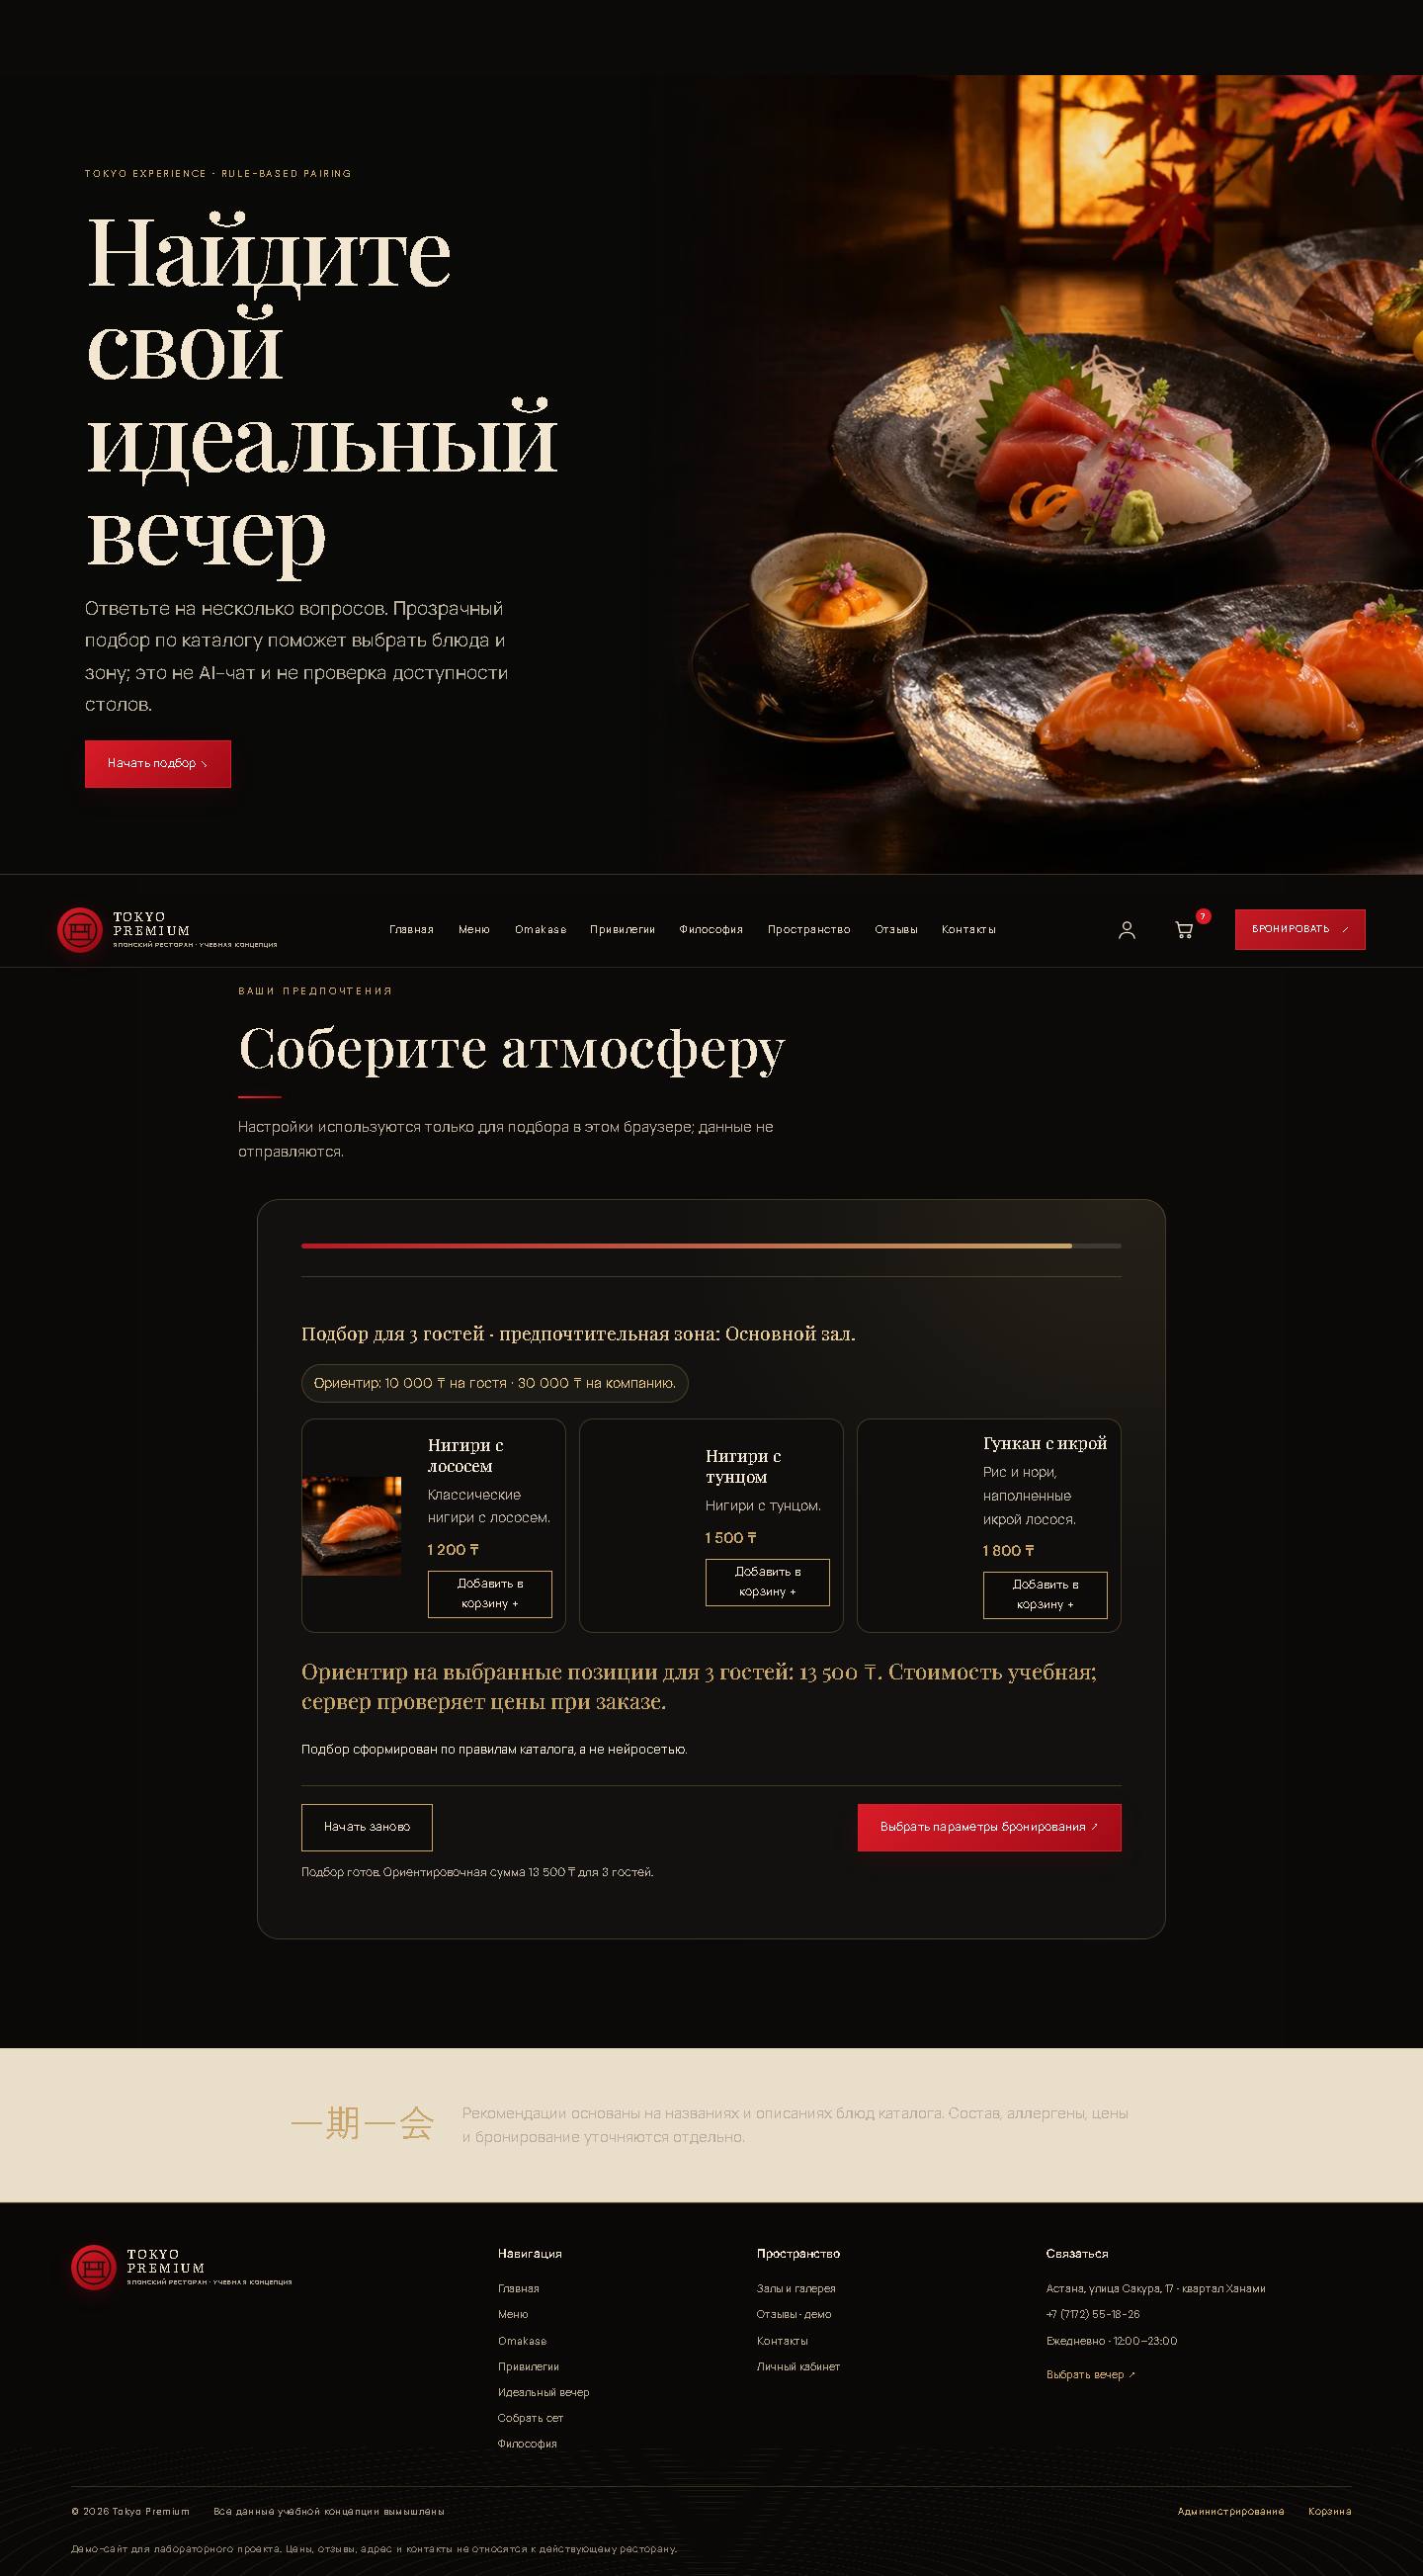 TOKYO EXPERIENCE · RULE-BASED PAIRING
Найдите
свой
идеальный
вечер
Ответьте на несколько вопросов. Прозрачный
подбор по каталогу поможет выбрать блюда и
зону; это не AI-чат и не проверка доступности
столов.
Начать подбор ↘
TOKYO
PREMIUM
ЯПОНСКИЙ РЕСТОРАН · УЧЕБНАЯ КОНЦЕПЦИЯ
Главная Меню Omakase Привилегии Философия Пространство Отзывы Контакты
7
БРОНИРОВАТЬ ↗
ВАШИ ПРЕДПОЧТЕНИЯ
Соберите атмосферу
Настройки используются только для подбора в этом браузере; данные не
отправляются.
Подбор для 3 гостей · предпочтительная зона: Основной зал.
Ориентир: 10 000 ₸ на гостя · 30 000 ₸ на компанию.
Нигири с
лососем
Классические
нигири с лососем.
1 200 ₸
Добавить в
корзину +
Нигири с
тунцом
Нигири с тунцом.
1 500 ₸
Добавить в
корзину +
Гункан с икрой
Рис и нори,
наполненные
икрой лосося.
1 800 ₸
Добавить в
корзину +
Ориентир на выбранные позиции для 3 гостей: 13 500 ₸. Стоимость учебная;
сервер проверяет цены при заказе.
Подбор сформирован по правилам каталога, а не нейросетью.
Начать заново
Выбрать параметры бронирования ↗
Подбор готов. Ориентировочная сумма 13 500 ₸ для 3 гостей.
一期一会
Рекомендации основаны на названиях и описаниях блюд каталога. Состав, аллергены, цены
и бронирование уточняются отдельно.
TOKYO
PREMIUM
ЯПОНСКИЙ РЕСТОРАН · УЧЕБНАЯ КОНЦЕПЦИЯ
Навигация
Главная
Меню
Omakase
Привилегии
Идеальный вечер
Собрать сет
Философия
Пространство
Залы и галерея
Отзывы · демо
Контакты
Личный кабинет
Связаться
Астана, улица Сакура, 17 · квартал Ханами
+7 (7172) 55-18-26
Ежедневно · 12:00–23:00
Выбрать вечер ↗
© 2026 Tokyo Premium Все данные учебной концепции вымышлены
Администрирование Корзина
Демо-сайт для лабораторного проекта. Цены, отзывы, адрес и контакты не относятся к действующему ресторану.